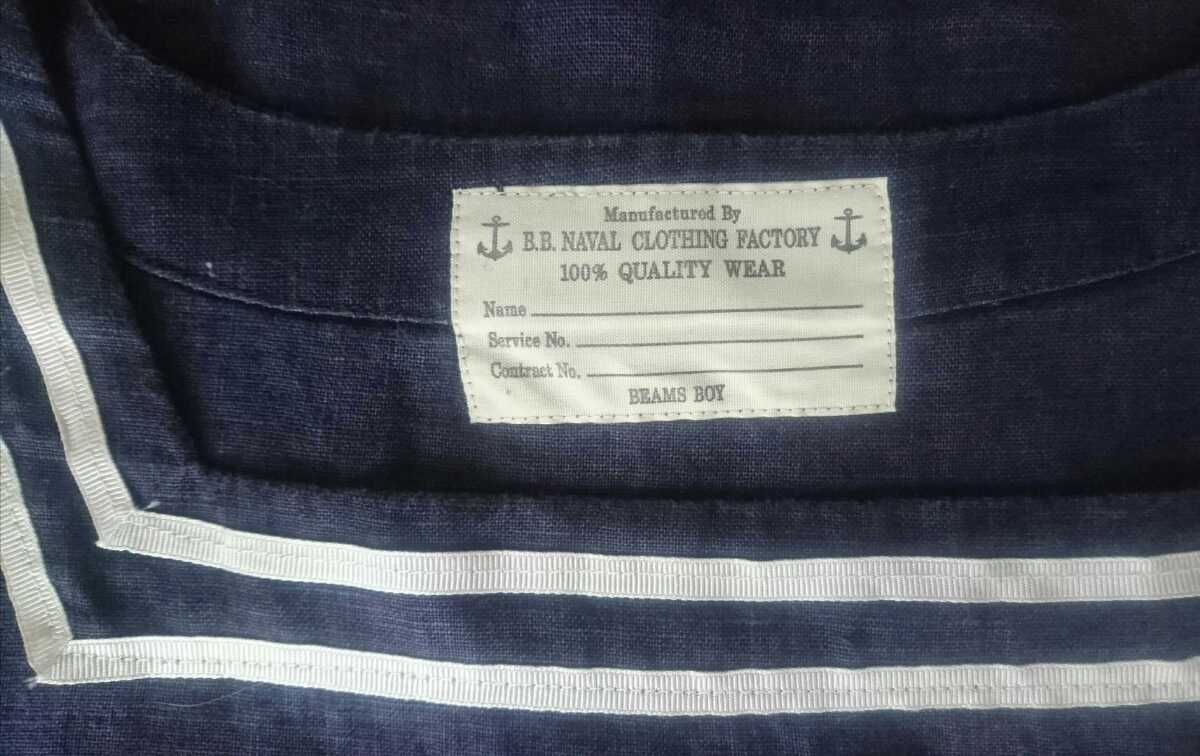 Manufactured By
B.B. NAVAL CLOTHING FACTORY
100% QUALITY WEAR
Name
Service No.
Contract No.
BEAMS BOY